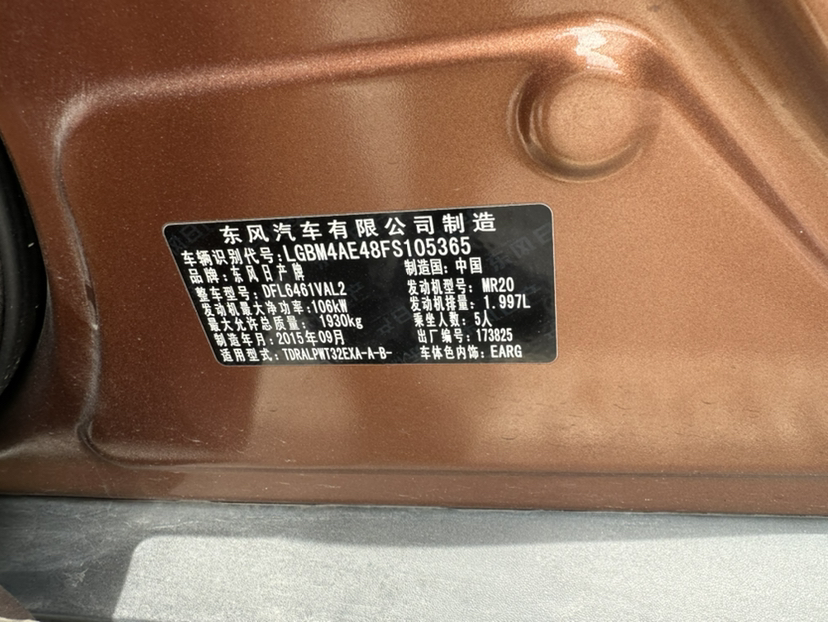 东风汽车有限公司制造
车辆识别代号:LGBM4AE48FS105365
品牌:东风日产牌 制造国:中国
整车型号:DFL6461VAL2 发动机型号:MR20
发动机最大净功率:106kW 发动机排量:1.997L
最大允许总质量: 1930kg 乘坐人数:5人
制造年月:2015年09月 出厂编号:173825
适用型式:TDRALPWT32EXA-A-B- 车体色内饰:EARG